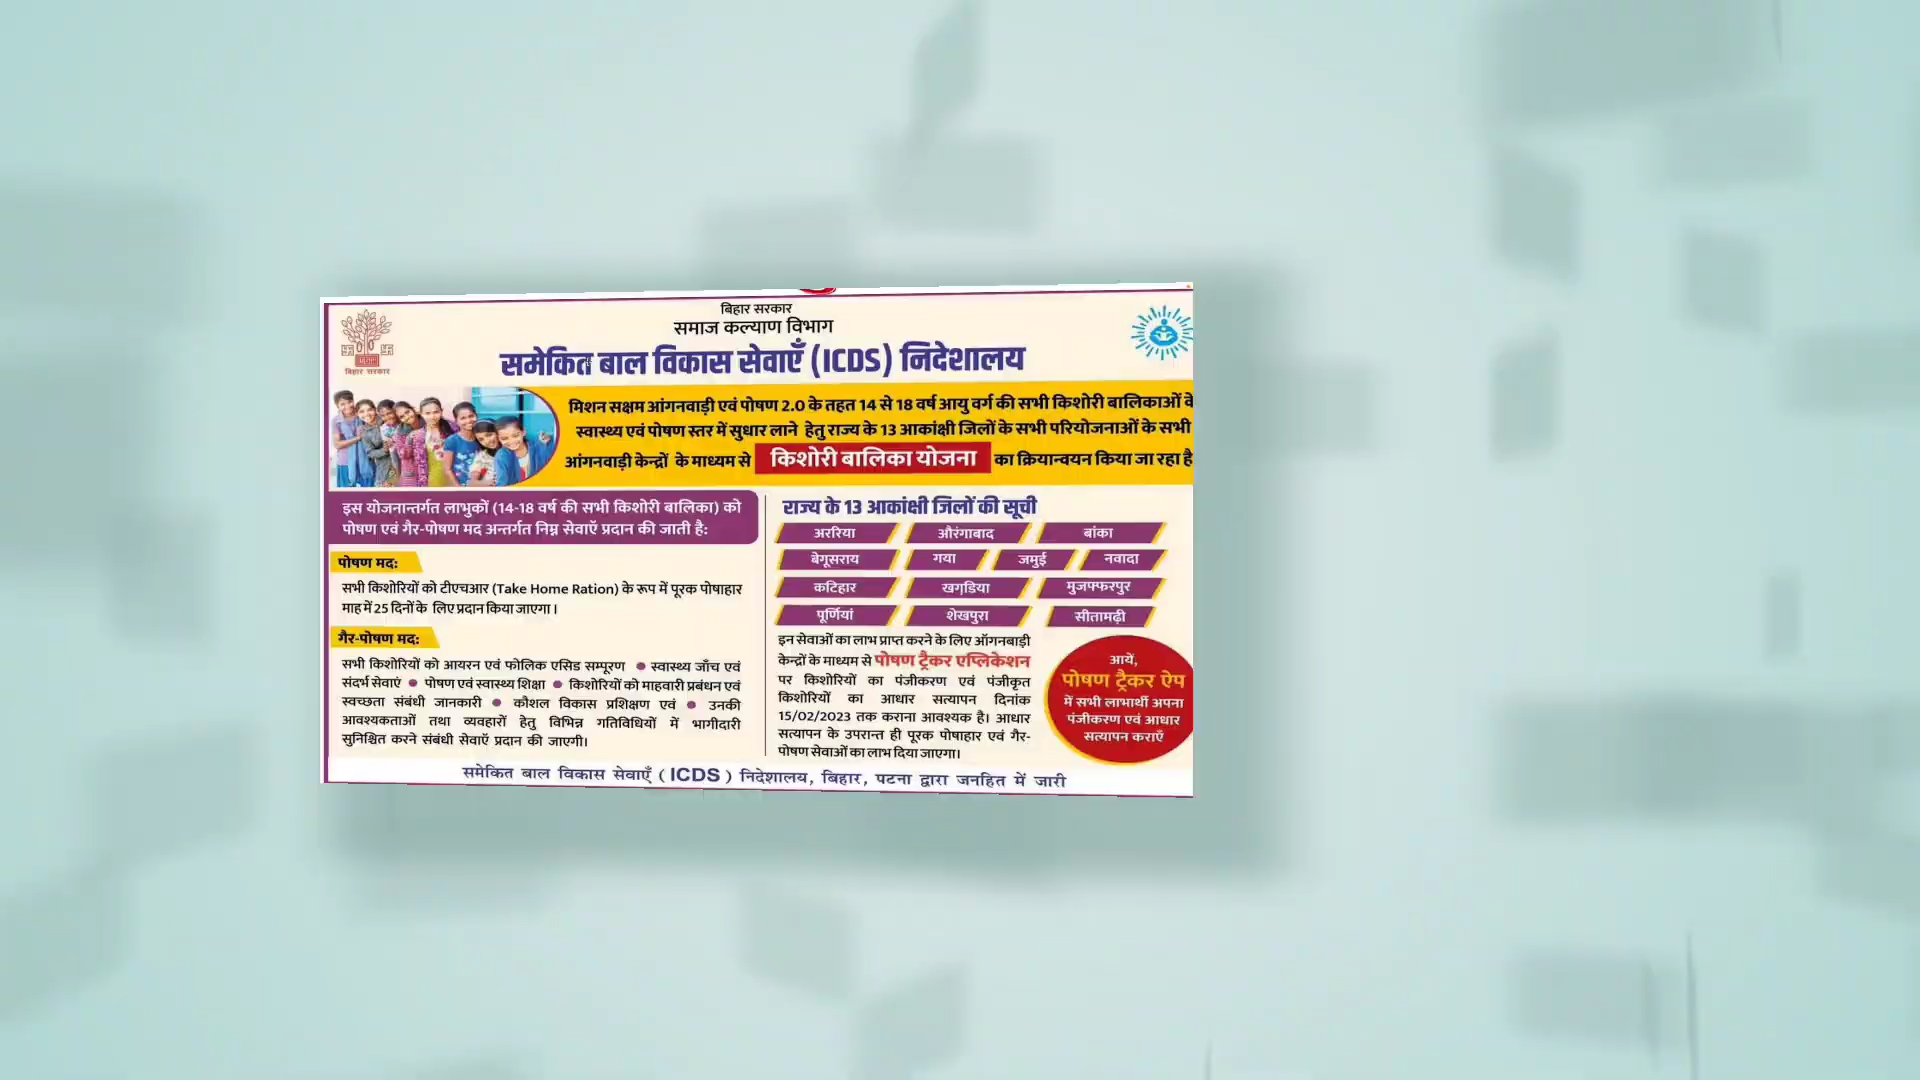 बिहार सरकार
समाज कल्याण विभाग
समेकित बाल विकास सेवाएँ (ICDS) निदेशालय
बिहार सरकार
मिशन सक्षम आंगनवाड़ी एवं पोषण 2.0 के तहत 14 से 18 वर्ष आयु वर्ग की सभी किशोरी बालिकाओं के
स्वास्थ्य एवं पोषण स्तर में सुधार लाने हेतु राज्य के 13 आकांक्षी जिलों के सभी परियोजनाओं के सभी
आंगनवाड़ी केन्द्रों के माध्यम से किशोरी बालिका योजना का क्रियान्वयन किया जा रहा है
इस योजनान्तर्गत लाभुकों (14-18 वर्ष की सभी किशोरी बालिका) को
पोषण एवं गैर-पोषण मद अन्तर्गत निम्न सेवाएँ प्रदान की जाती है:
पोषण मद:
सभी किशोरियों को टीएचआर (Take Home Ration) के रूप में पूरक पोषाहार
माह में 25 दिनों के लिए प्रदान किया जाएगा।
गैर-पोषण मद:
सभी किशोरियों को आयरन एवं फोलिक एसिड सम्पूरण ● स्वास्थ्य जाँच एवं
संदर्भ सेवाएं ● पोषण एवं स्वास्थ्य शिक्षा ● किशोरियों को माहवारी प्रबंधन एवं
स्वच्छता संबंधी जानकारी ● कौशल विकास प्रशिक्षण एवं ● उनकी
आवश्यकताओं तथा व्यवहारों हेतु विभिन्न गतिविधियों में भागीदारी
सुनिश्चित करने संबंधी सेवाएँ प्रदान की जाएगी।
राज्य के 13 आकांक्षी जिलों की सूची
अररिया औरंगाबाद बांका
बेगूसराय गया जमुई नवादा
कटिहार खगड़िया मुजफ्फरपुर
पूर्णियां शेखपुरा सीतामढ़ी
इन सेवाओं का लाभ प्राप्त करने के लिए आँगनबाड़ी
केन्द्रों के माध्यम से पोषण ट्रैकर एप्लिकेशन
पर किशोरियों का पंजीकरण एवं पंजीकृत
किशोरियों का आधार सत्यापन दिनांक
15/02/2023 तक कराना आवश्यक है। आधार
सत्यापन के उपरान्त ही पूरक पोषाहार एवं गैर-
पोषण सेवाओं का लाभ दिया जाएगा।
आयें,
पोषण ट्रैकर ऐप
में सभी लाभार्थी अपना
पंजीकरण एवं आधार
सत्यापन कराएँ
समेकित बाल विकास सेवाएँ (ICDS) निदेशालय, बिहार, पटना द्वारा जनहित में जारी